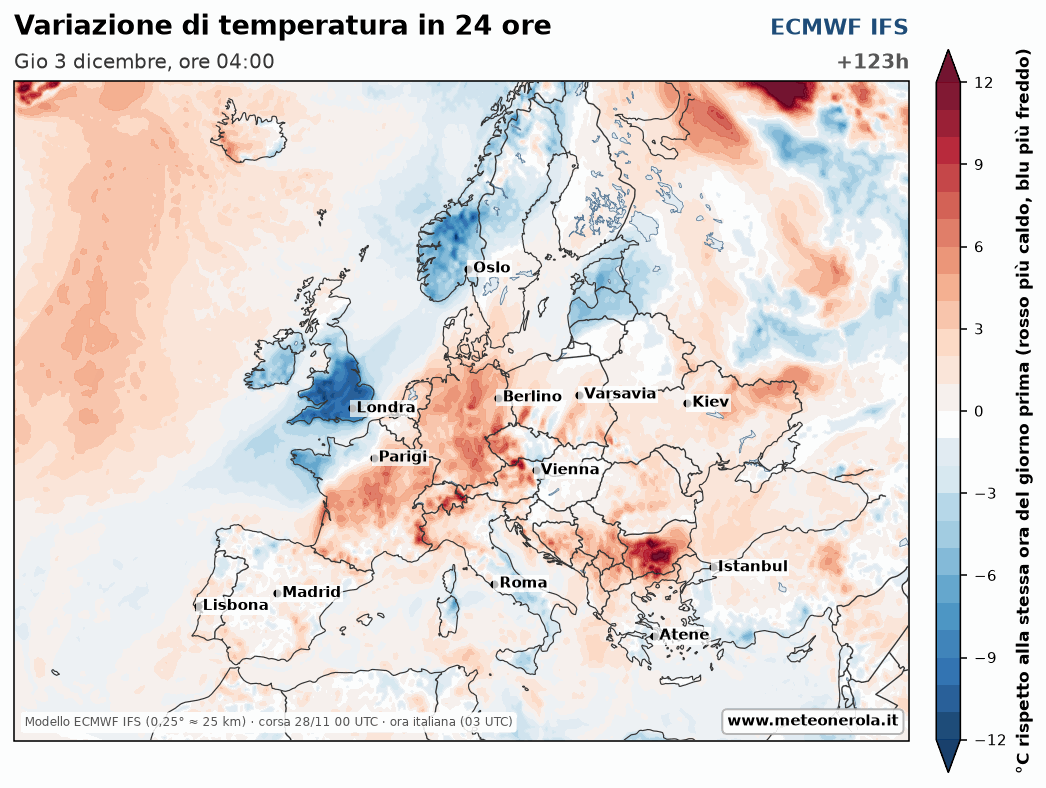 Variazione di temperatura in 24 ore
ECMWF IFS
Gio 3 dicembre, ore 04:00
+123h
Oslo
Londra
Berlino
Varsavia
Kiev
Parigi
Vienna
Istanbul
Roma
Madrid
Lisbona
Atene
Modello ECMWF IFS (0,25° ≈ 25 km) · corsa 28/11 00 UTC · ora italiana (03 UTC)
www.meteonerola.it
12
9
6
3
0
−3
−6
−9
−12
°C rispetto alla stessa ora del giorno prima (rosso più caldo, blu più freddo)